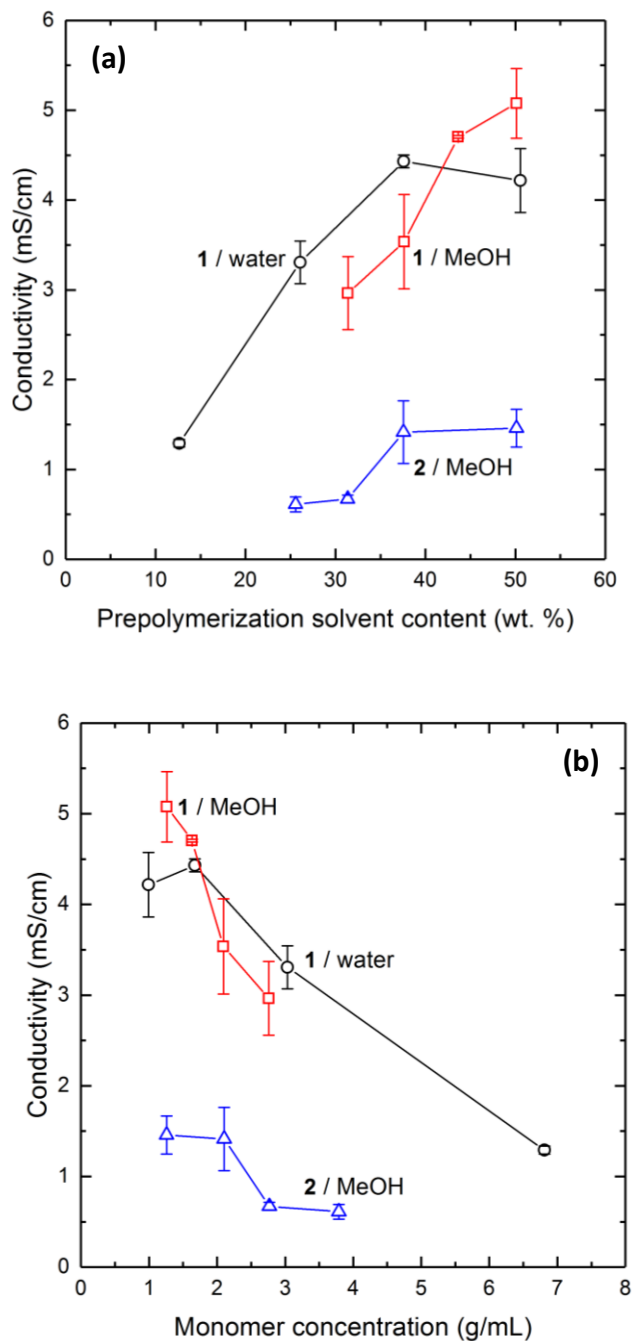 (a)
6
5
4
3
2
1
0
Conductivity (mS/cm)
1 / water
1 / MeOH
2 / MeOH
0 10 20 30 40 50 60
Prepolymerization solvent content (wt. %)
(b)
6
5
4
3
2
1
0
Conductivity (mS/cm)
1 / MeOH
1 / water
2 / MeOH
0 1 2 3 4 5 6 7 8
Monomer concentration (g/mL)